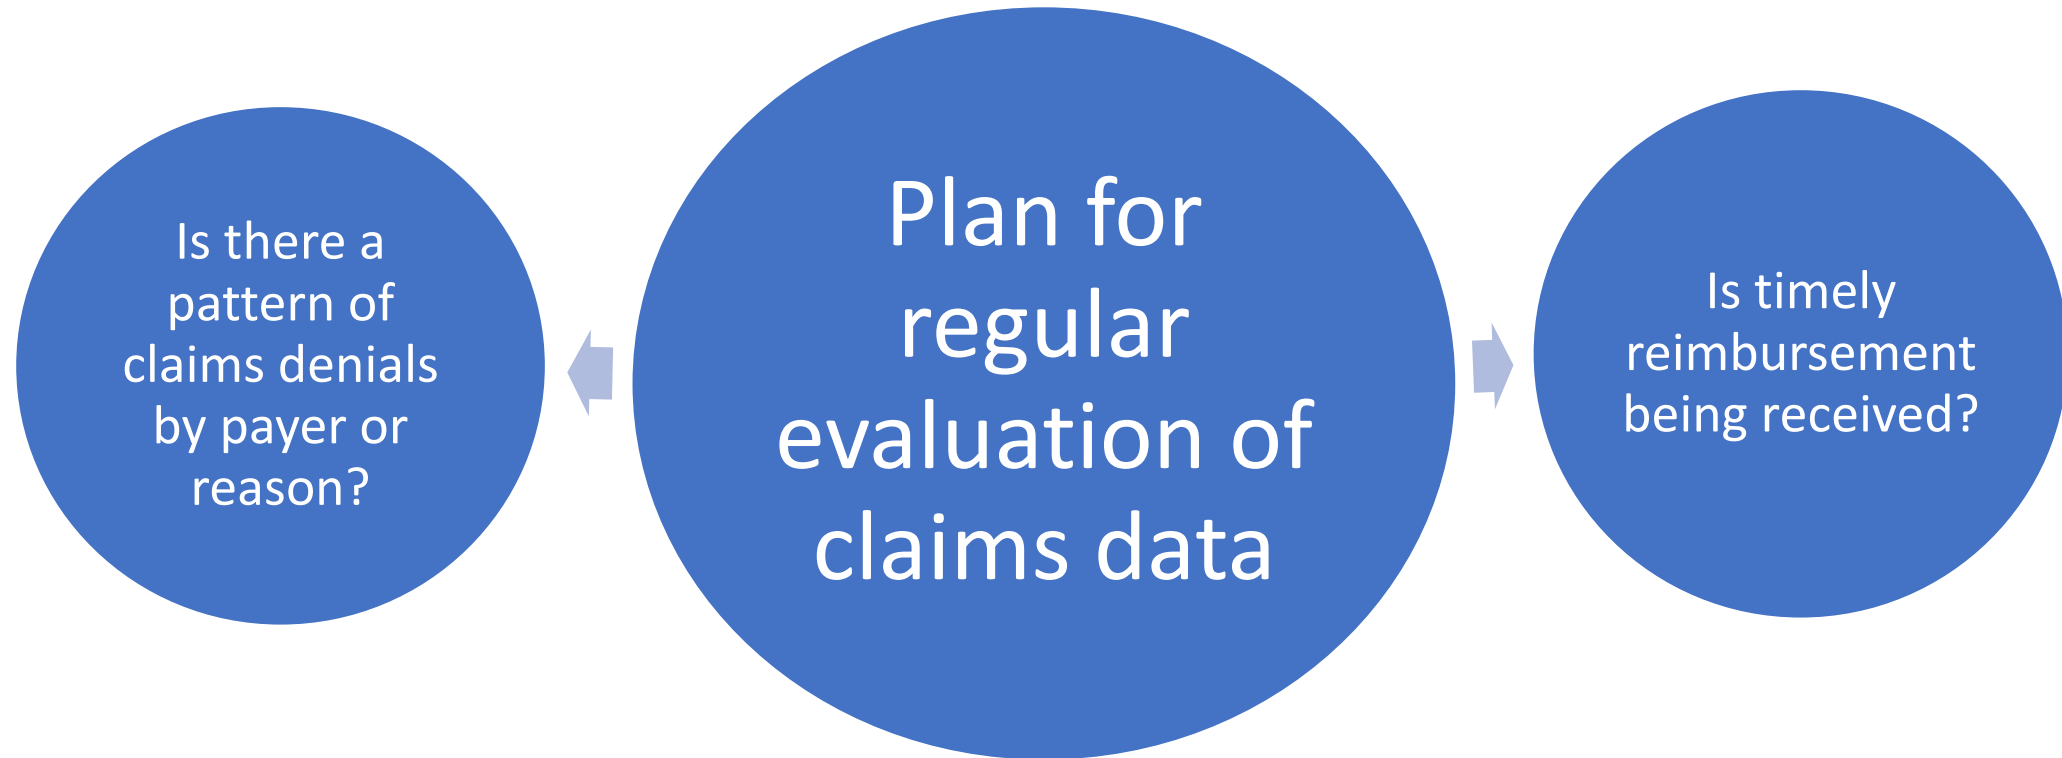 Is there a
pattern of
claims denials
by payer or
reason?
Plan for
regular
evaluation of
claims data
Is timely
reimbursement
being received?